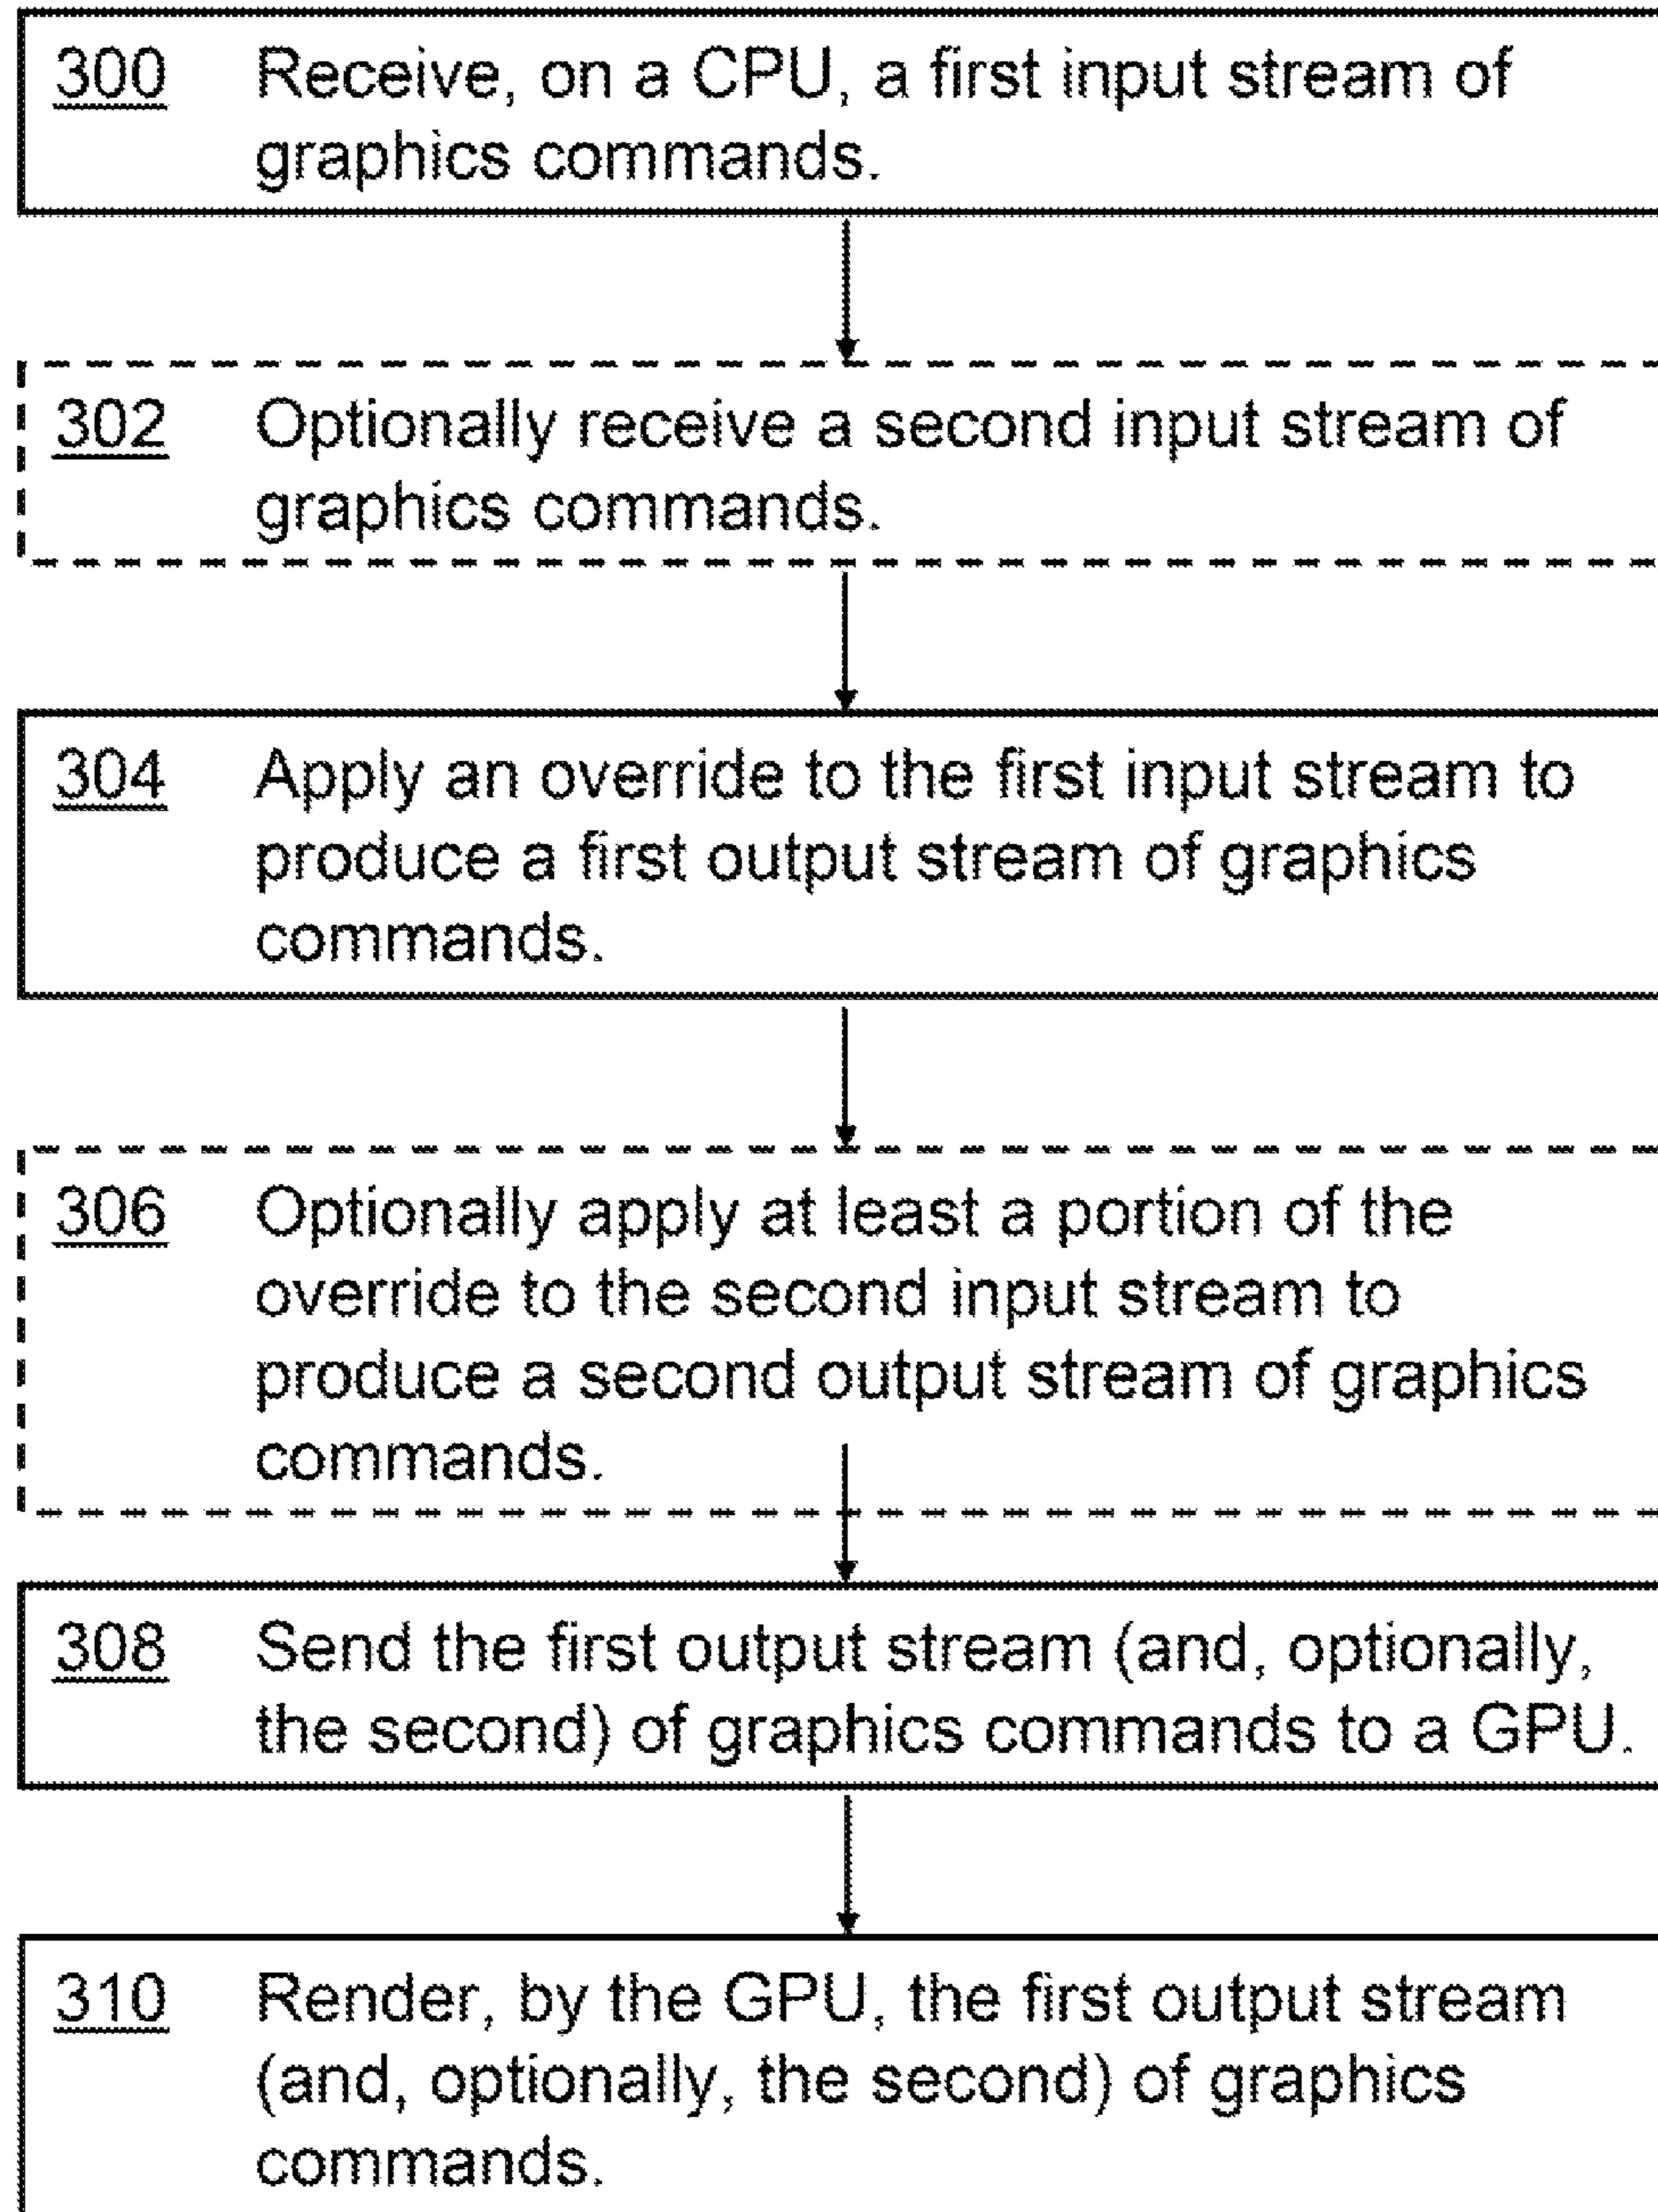 300 Receive, on a CPU, a first input stream of
graphics commands.
302 Optionally receive a second input stream of
graphics commands.
304 Apply an override to the first input stream to
produce a first output stream of graphics
commands.
306 Optionally apply at least a portion of the
override to the second input stream to
produce a second output stream of graphics
commands.
308 Send the first output stream (and, optionally,
the second) of graphics commands to a GPU.
310 Render, by the GPU, the first output stream
(and, optionally, the second) of graphics
commands.